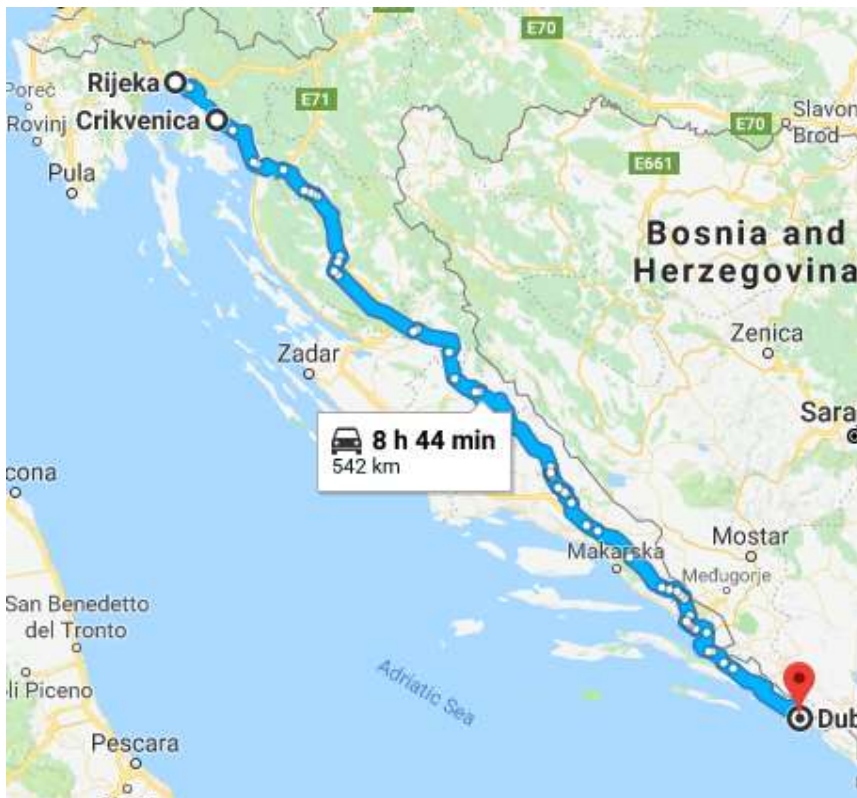 E70
Rijeka
Poreč
Crikvenica
Rovinj
E71
Pula
E70
Slavon
Brod
E661
Bosnia and
Herzegovina
Zenica
Zadar
Sara
8 h 44 min
542 km
cona
Mostar
Makarska
Međugorje
San Benedetto
del Tronto
Adriatic Sea
li Piceno
Dub
Pescara